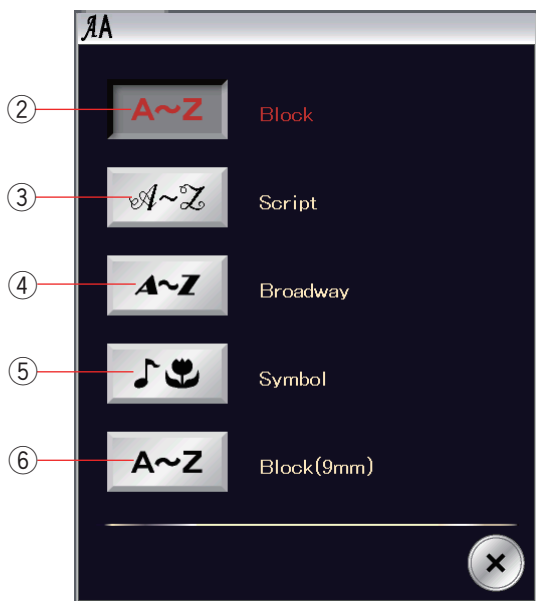 AA
② A~Z Block
③ A~Z Script
④ A~Z Broadway
⑤ Symbol
⑥ A~Z Block(9mm)